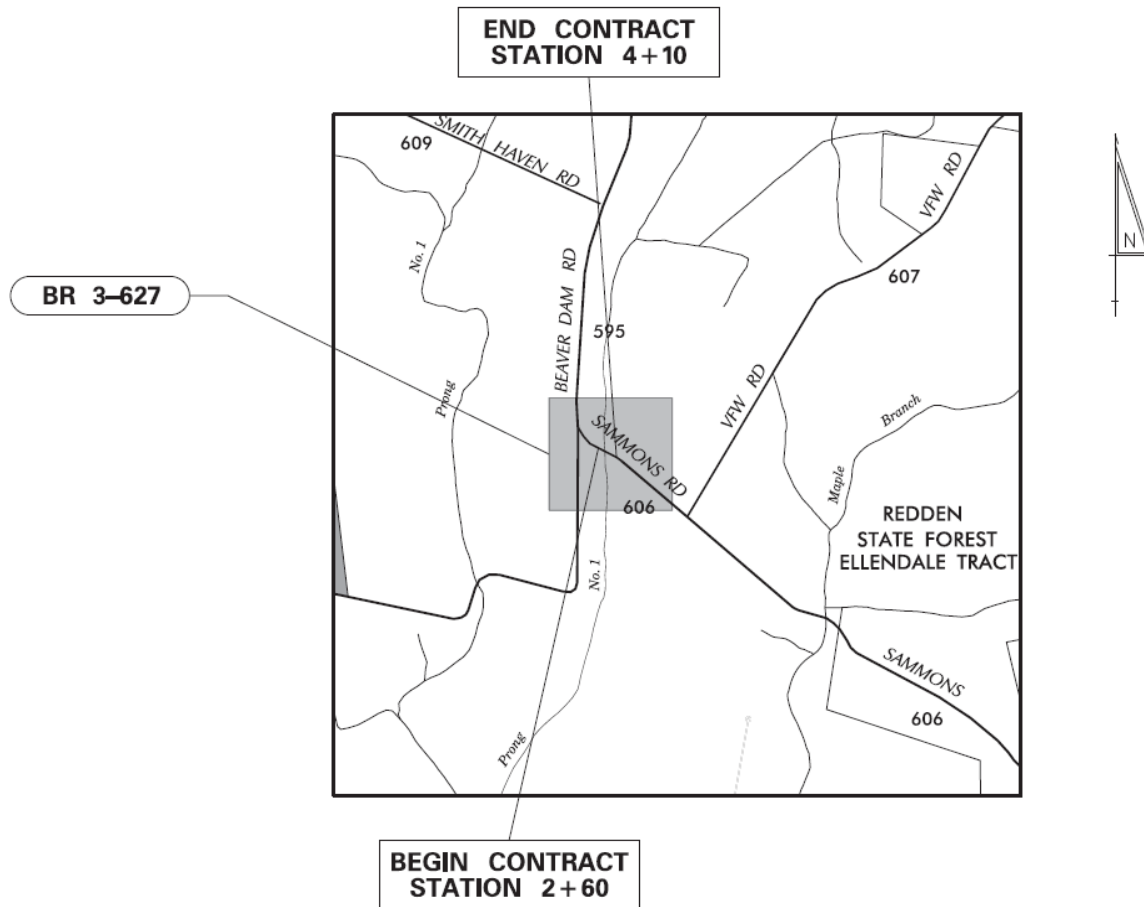 END CONTRACT
STATION 4+10
SMITH HAVEN RD
609
VFW RD
N
No. 1
BEAVER DAM RD
607
BR 3–627
595
VFW RD
Prong
Branch
SAMMONS RD
Maple
606
REDDEN
STATE FOREST
ELLENDALE TRACT
No. 1
SAMMONS
606
Prong
BEGIN CONTRACT
STATION 2+60